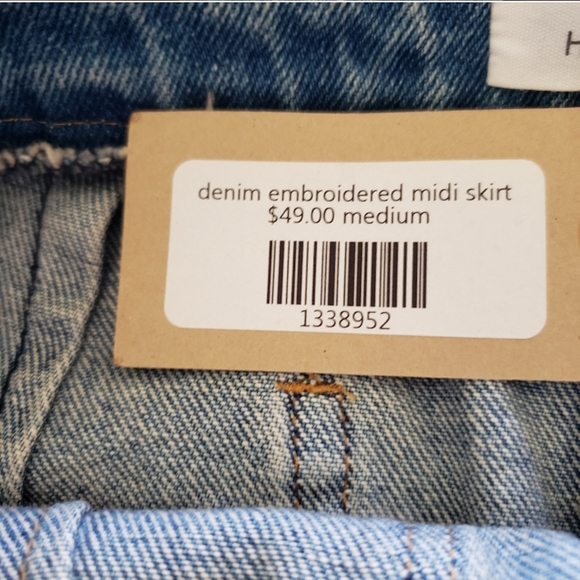 H
denim embroidered midi skirt
$49.00 medium
1338952